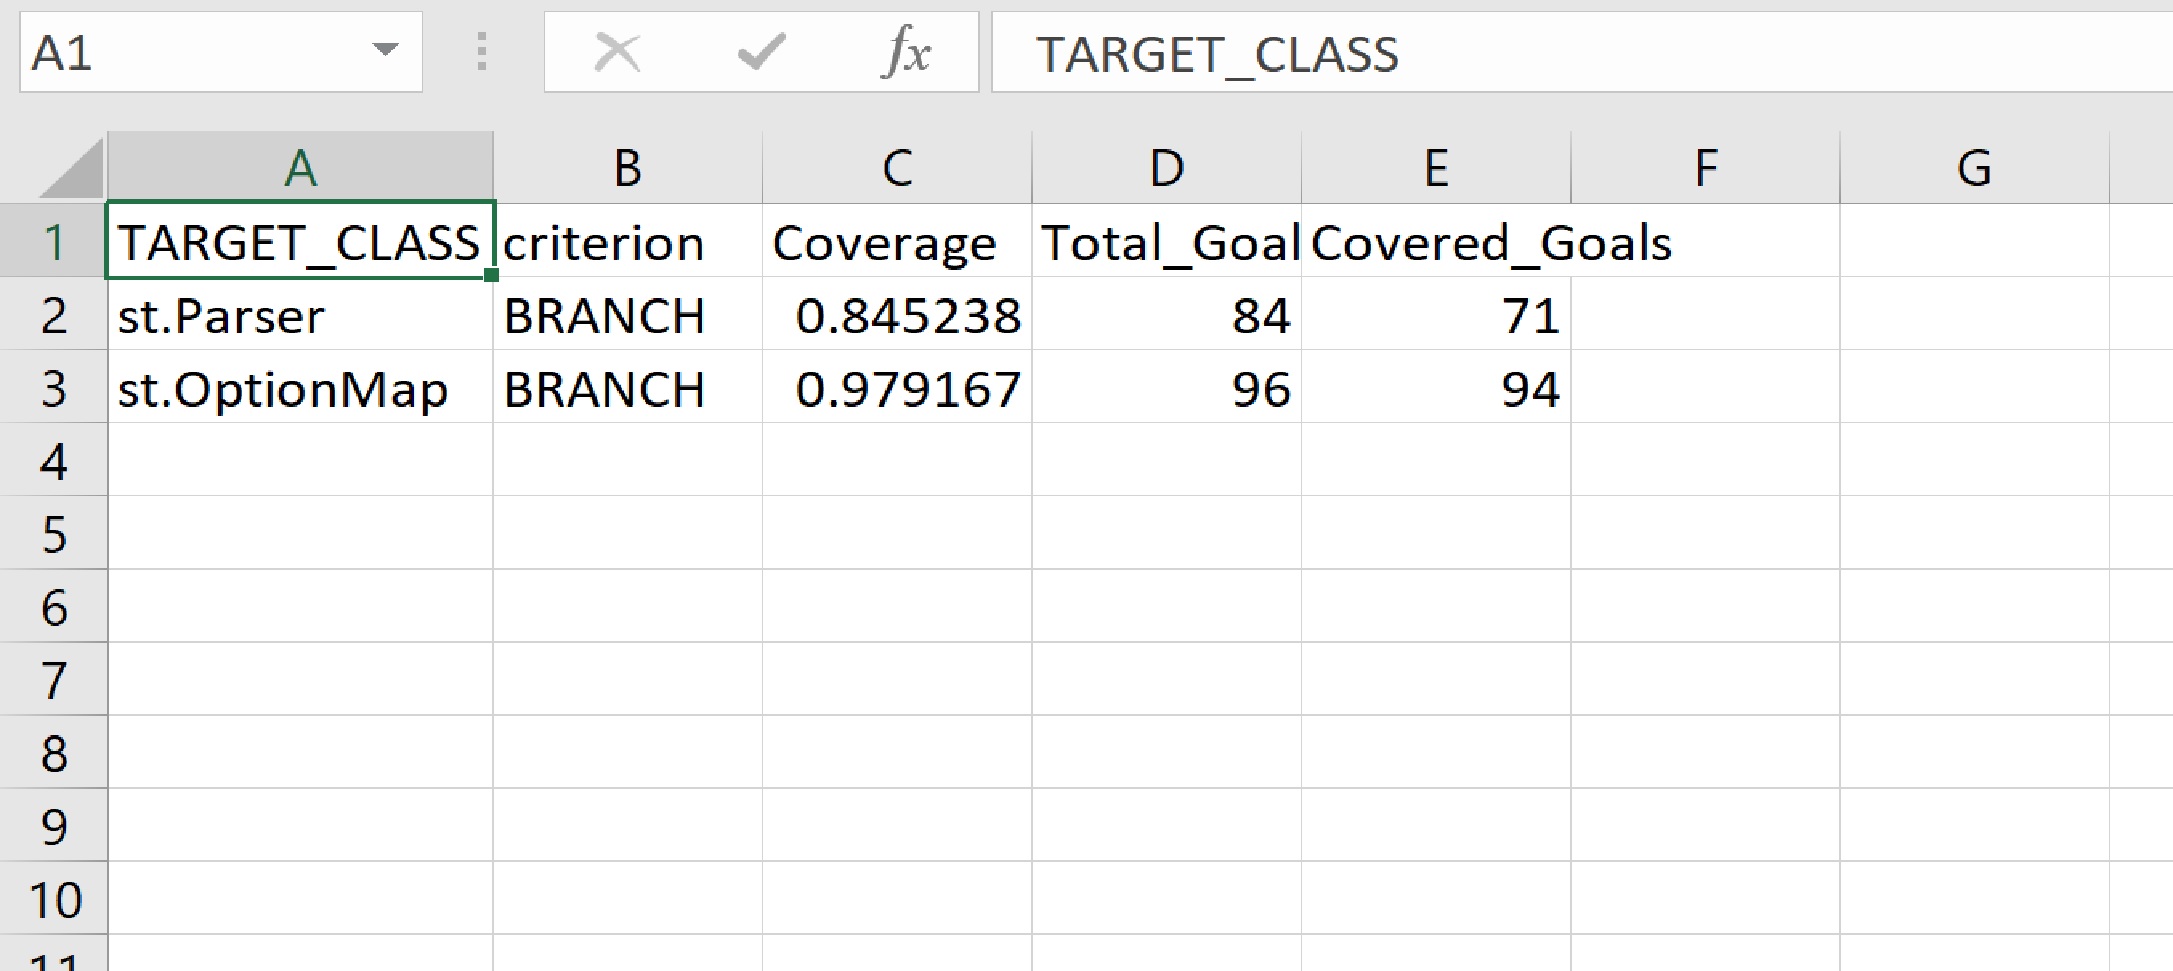 A1 fx TARGET_CLASS
A B C D E F G
1 TARGET_CLASS criterion Coverage Total_Goal Covered_Goals
2 st.Parser BRANCH 0.845238 84 71
3 st.OptionMap BRANCH 0.979167 96 94
4
5
6
7
8
9
10
11